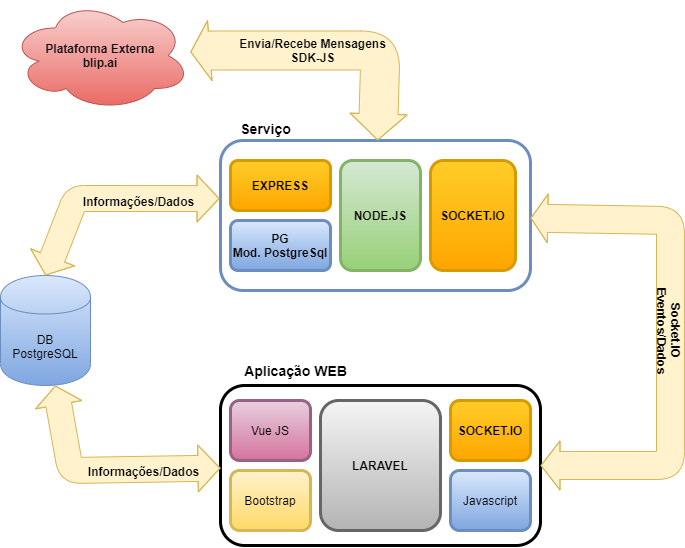 Plataforma Externa
blip.ai
Envia/Recebe Mensagens
SDK-JS
Serviço
EXPRESS
PG
Mod. PostgreSql
NODE.JS
SOCKET.IO
Informações/Dados
DB
PostgreSQL
Socket.IO
Eventos/Dados
Aplicação WEB
Vue JS
Bootstrap
LARAVEL
SOCKET.IO
Javascript
Informações/Dados